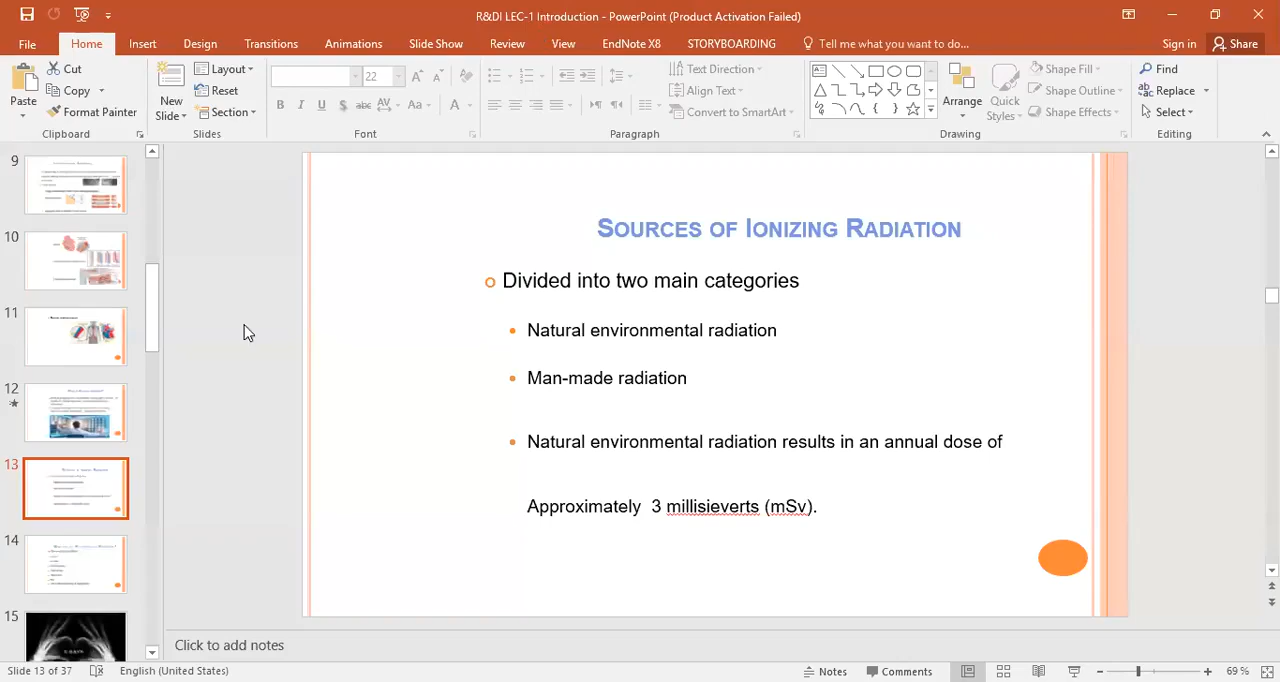 R&DI LEC-1 Introduction - PowerPoint (Product Activation Failed)
File Home Insert Design Transitions Animations Slide Show Review View EndNote X8 STORYBOARDING Tell me what you want to do... Sign in Share
Paste
Cut
Copy
Format Painter
Clipboard
New
Slide
Layout
Reset
Section
Slides
22
B I U S abc AV Aa A
Font
Text Direction
Align Text
Convert to SmartArt
Paragraph
Arrange
Quick
Styles
Shape Fill
Shape Outline
Shape Effects
Drawing
Find
Replace
Select
Editing
9
10
11
12
13
14
15
SOURCES OF IONIZING RADIATION
Divided into two main categories
Natural environmental radiation
Man-made radiation
Natural environmental radiation results in an annual dose of
Approximately 3 millisieverts (mSv).
Click to add notes
Slide 13 of 37 English (United States) Notes Comments 69 %